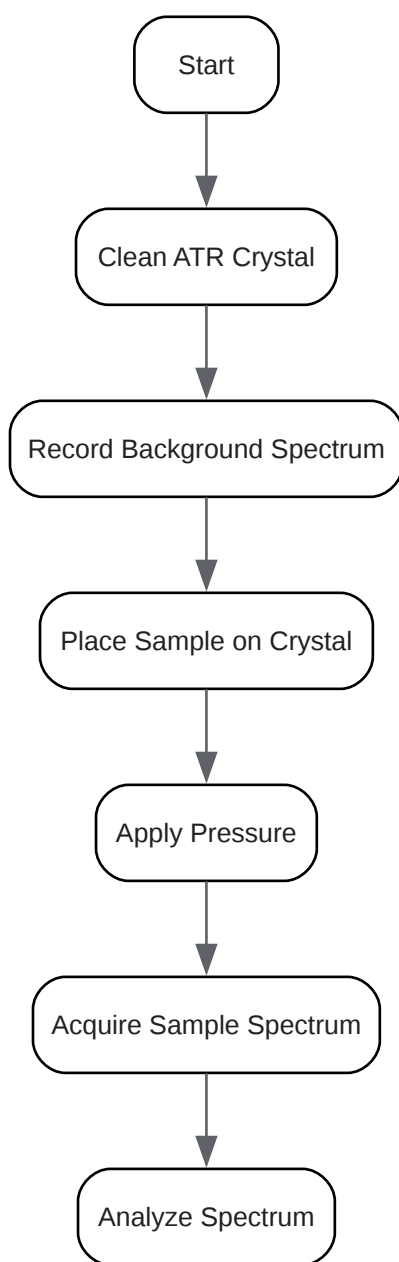 Start
Clean ATR Crystal
Record Background Spectrum
Place Sample on Crystal
Apply Pressure
Acquire Sample Spectrum
Analyze Spectrum